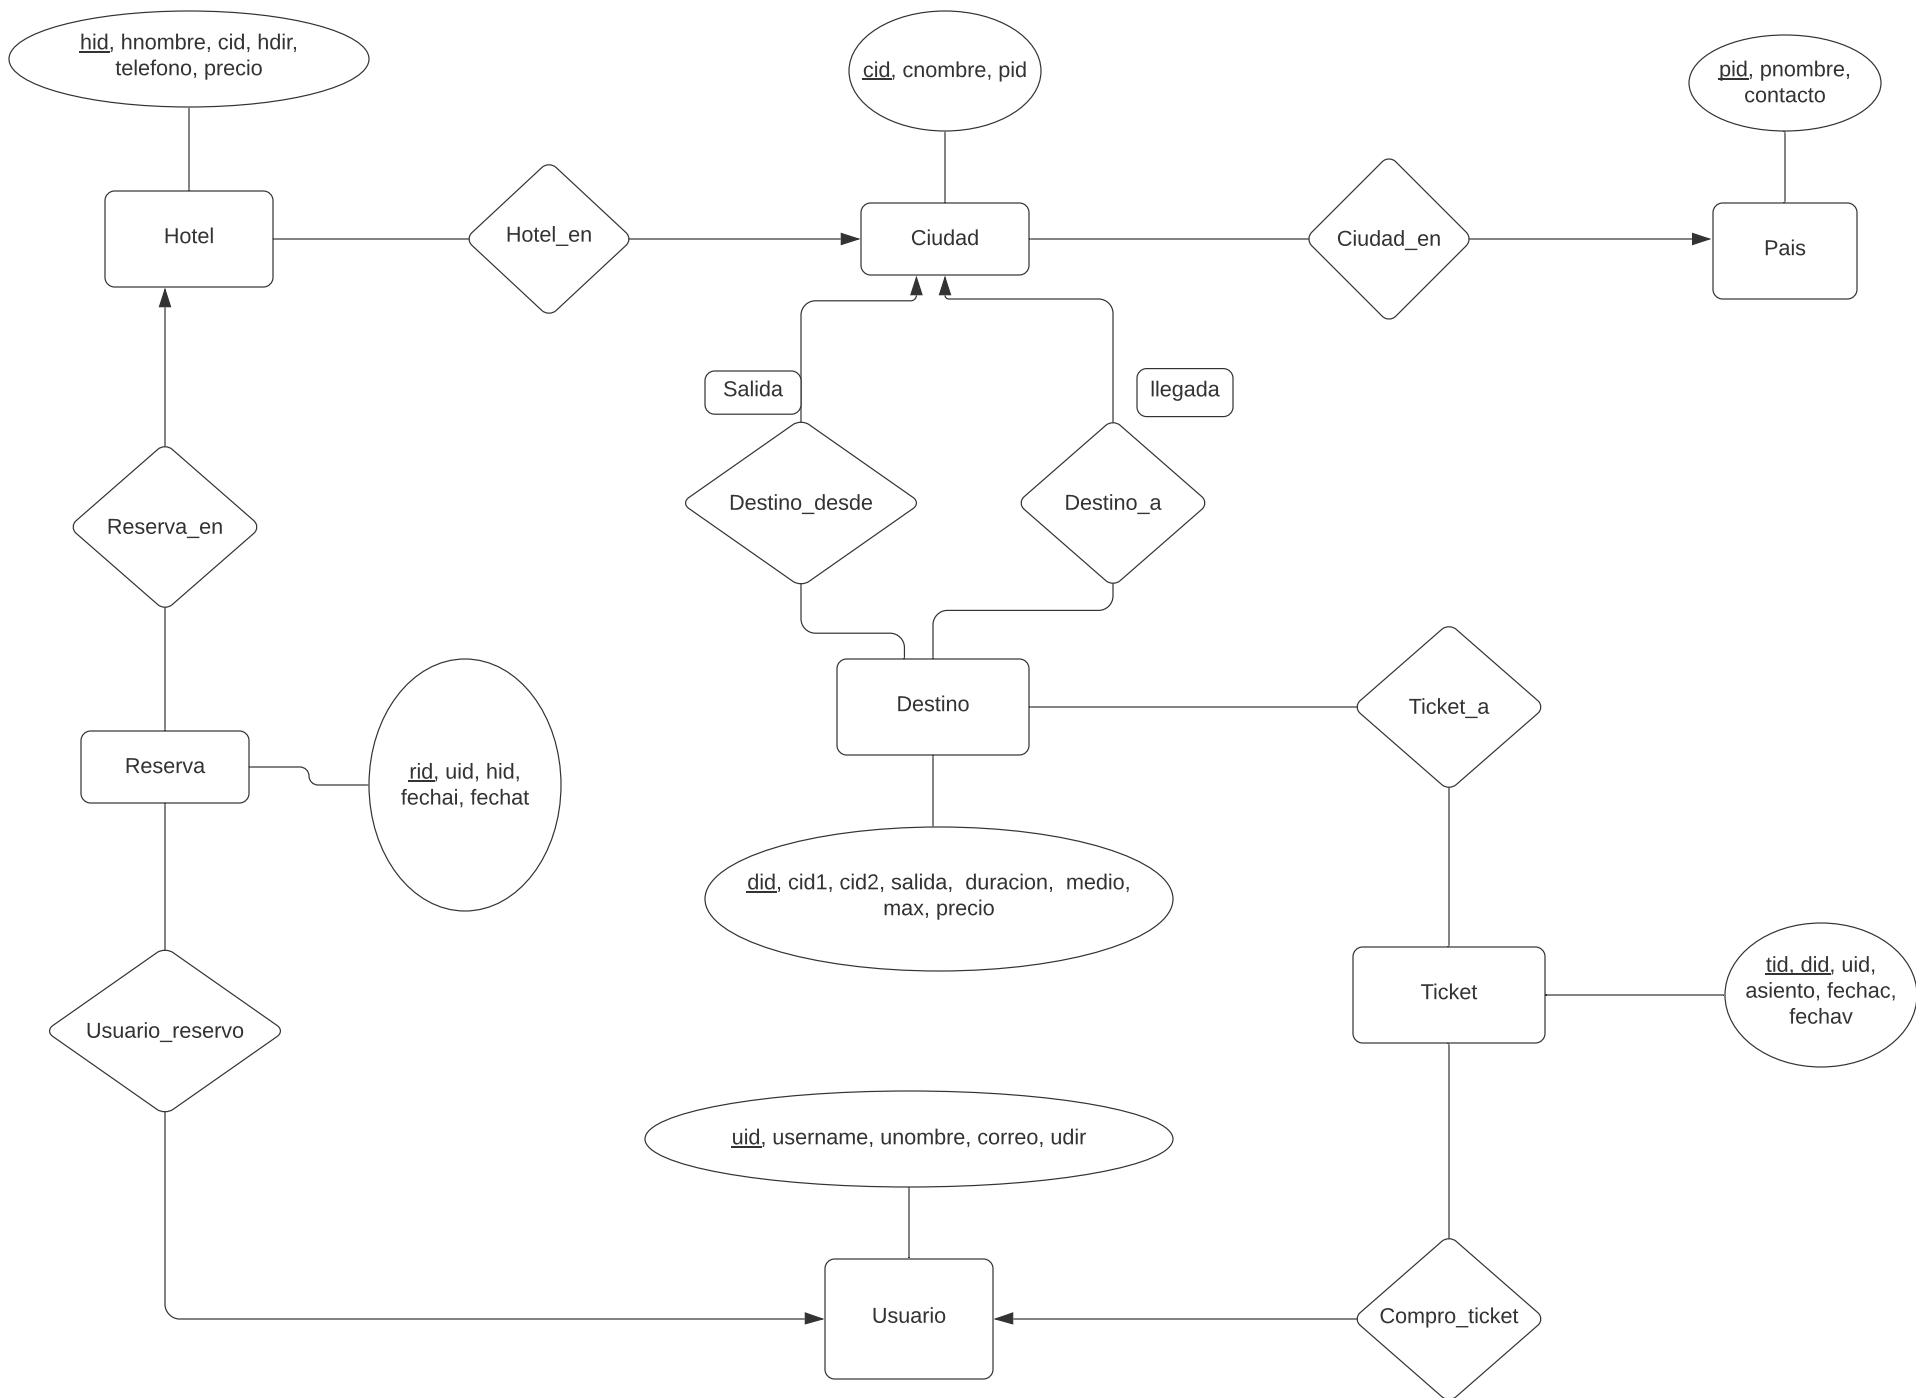 hid, hnombre, cid, hdir,
telefono, precio
cid, cnombre, pid
pid, pnombre,
contacto
Hotel
Hotel_en
Ciudad
Ciudad_en
Pais
Salida
llegada
Reserva_en
Destino_desde
Destino_a
Destino
Ticket_a
Reserva
rid, uid, hid,
fechai, fechat
did, cid1, cid2, salida,  duracion,  medio,
max, precio
Ticket
tid, did, uid,
asiento, fechac,
fechav
Usuario_reservo
uid, username, unombre, correo, udir
Usuario
Compro_ticket